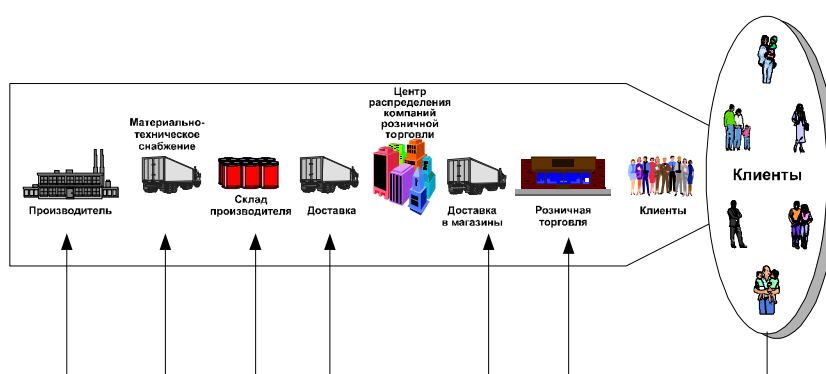 Производитель
Материально-
техническое
снабжение
Склад
производителя
Доставка
Центр
распределения
компаний
розничной
торговли
Доставка
в магазины
Розничная
торговля
Клиенты
Клиенты